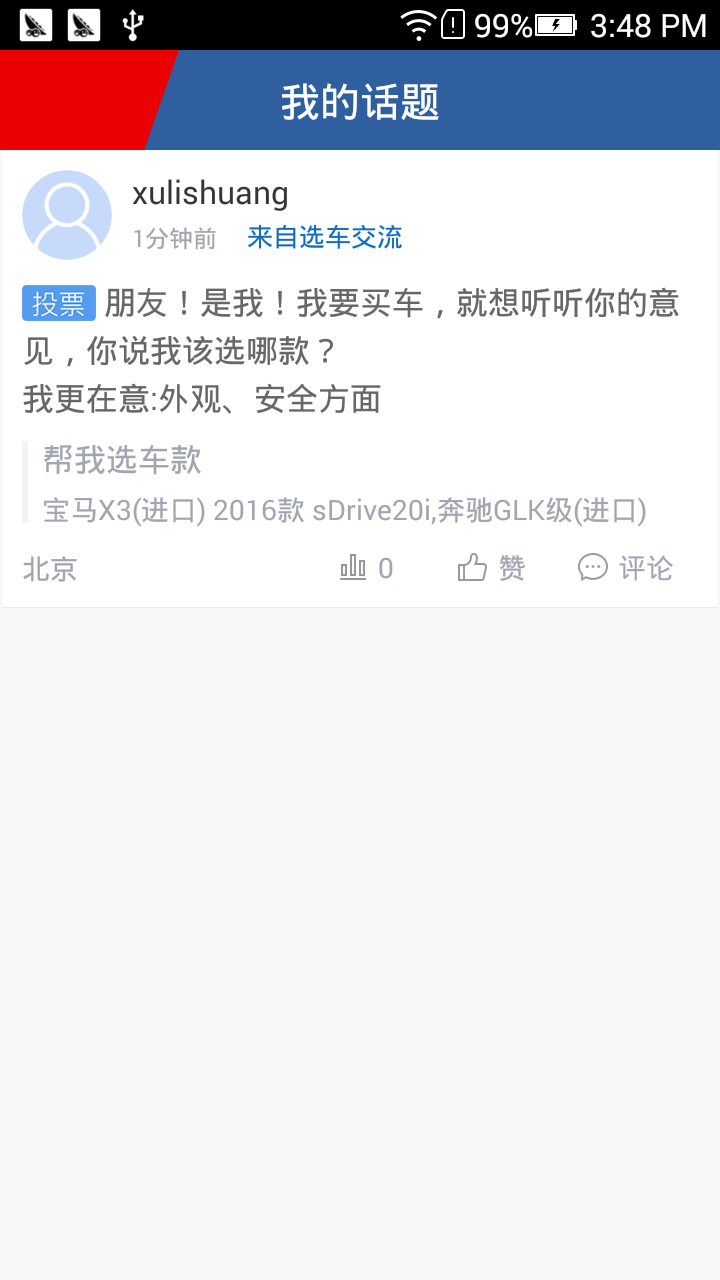 99% 3:48 PM
我的话题
xulishuang
1分钟前 来自选车交流
投票 朋友！是我！我要买车，就想听听你的意
见，你说我该选哪款？
我更在意:外观、安全方面
帮我选车款
宝马X3(进口) 2016款 sDrive20i,奔驰GLK级(进口)
北京 0 赞 评论